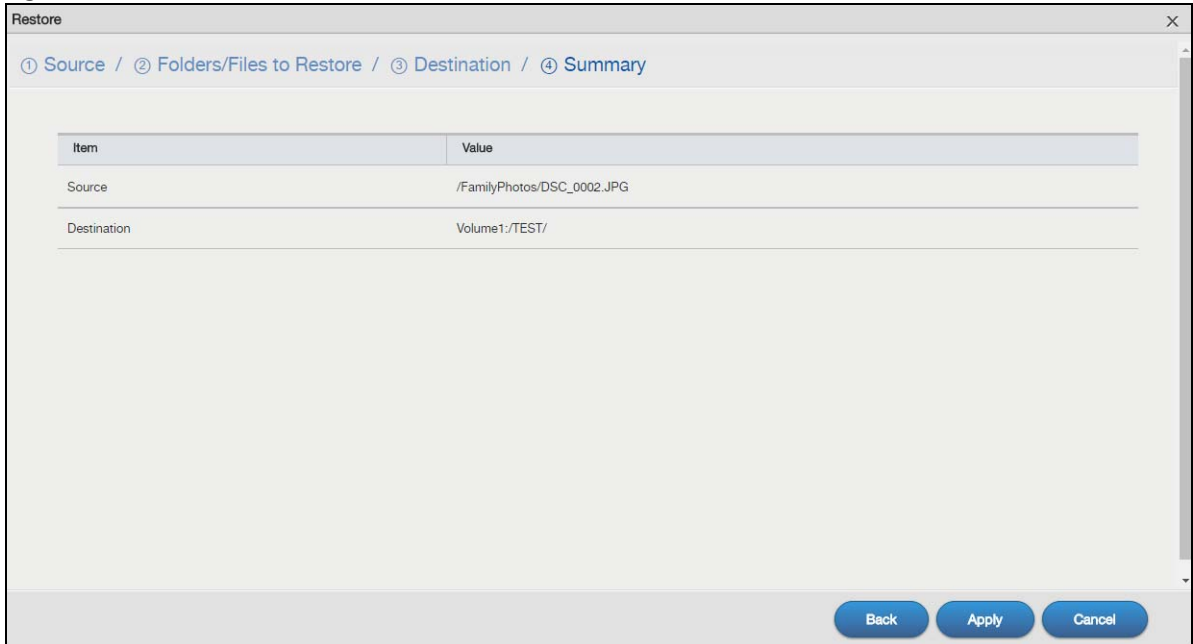 Restore
① Source / ② Folders/Files to Restore / ③ Destination / ④ Summary
Item Value
Source /FamilyPhotos/DSC_0002.JPG
Destination Volume1:/TEST/
Back Apply Cancel